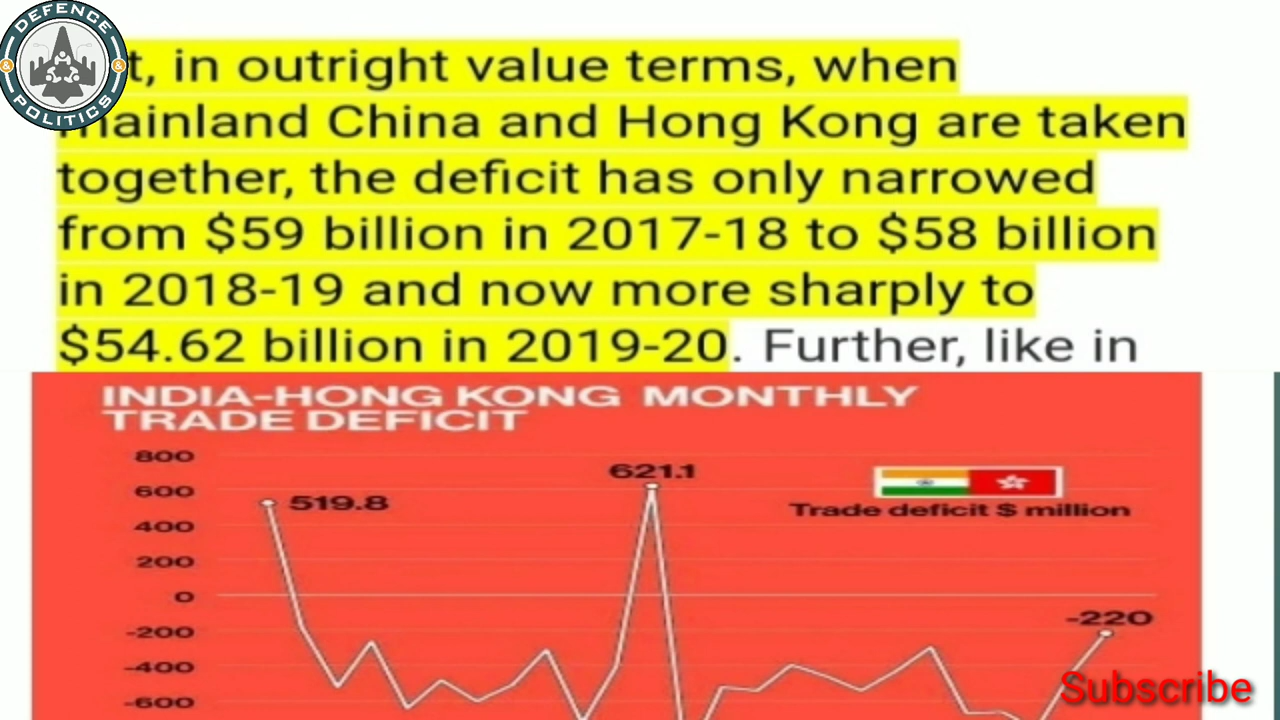 DEFENCE
&
&
POLITICS
t, in outright value terms, when
mainland China and Hong Kong are taken
together, the deficit has only narrowed
from $59 billion in 2017-18 to $58 billion
in 2018-19 and now more sharply to
$54.62 billion in 2019-20. Further, like in
INDIA-HONG KONG MONTHLY
TRADE DEFICIT
800
600
400
200
0
-200
-400
-600
519.8
621.1
Trade deficit $ million
-220
Subscribe